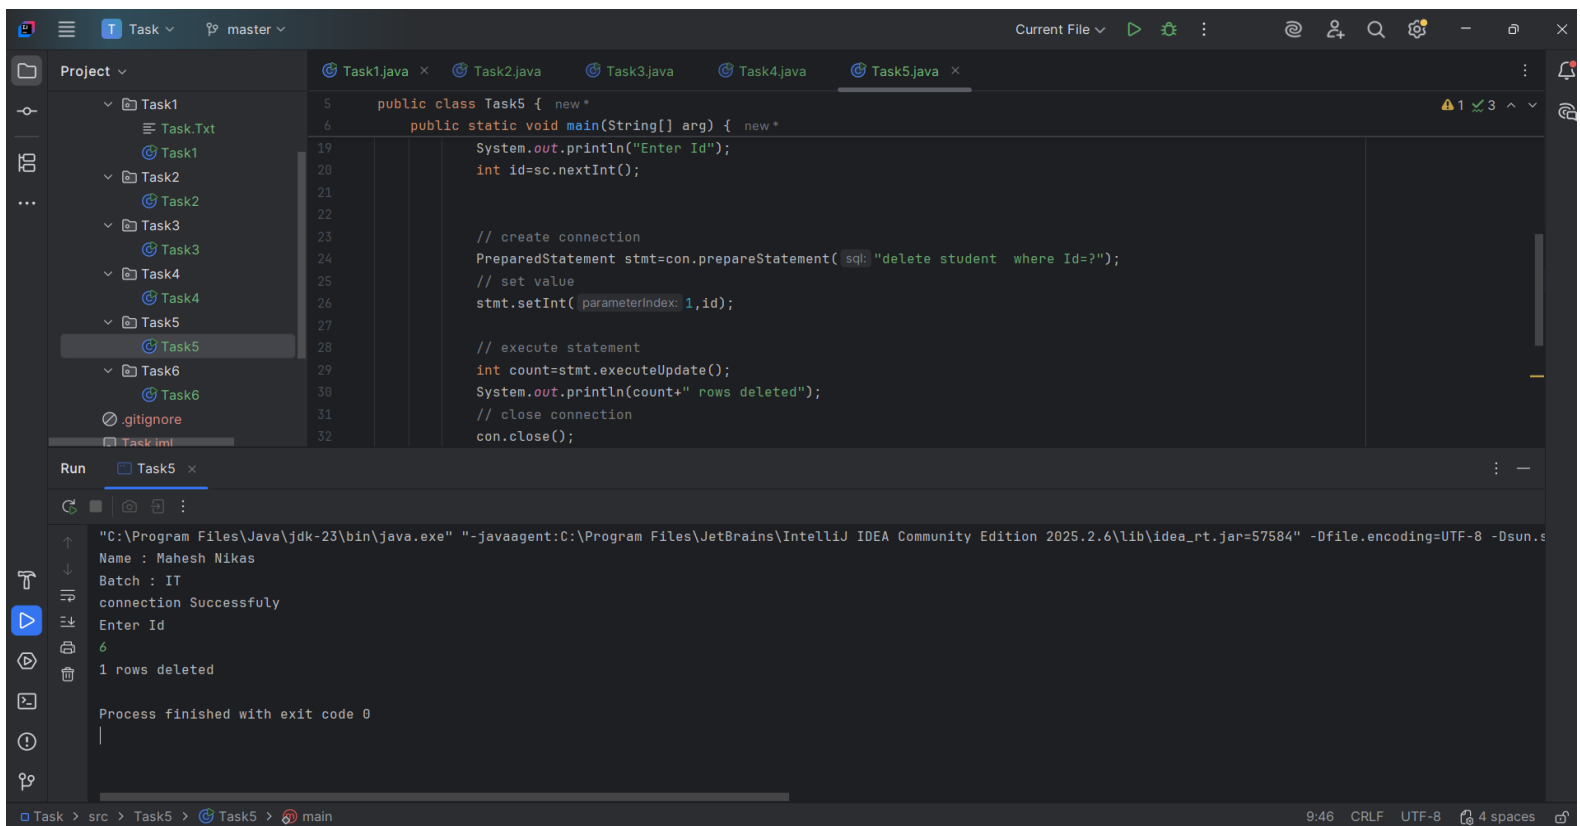 T Task master Current File
Project
Task1.java Task2.java Task3.java Task4.java Task5.java
Task1
Task.Txt
Task1
Task2
Task2
Task3
Task3
Task4
Task4
Task5
Task5
Task6
Task6
.gitignore
Task.iml
5 public class Task5 { new *
1 3
6 public static void main(String[] arg) { new *
19 System.out.println("Enter Id");
20 int id=sc.nextInt();
21
22
23 // create connection
24 PreparedStatement stmt=con.prepareStatement( sql: "delete student  where Id=?");
25 // set value
26 stmt.setInt( parameterIndex: 1,id);
27
28 // execute statement
29 int count=stmt.executeUpdate();
30 System.out.println(count+" rows deleted");
31 // close connection
32 con.close();
Run Task5
"C:\Program Files\Java\jdk-23\bin\java.exe" "-javaagent:C:\Program Files\JetBrains\IntelliJ IDEA Community Edition 2025.2.6\lib\idea_rt.jar=57584" -Dfile.encoding=UTF-8 -Dsun.s
Name : Mahesh Nikas
Batch : IT
connection Successfuly
Enter Id
6
1 rows deleted
Process finished with exit code 0
Task > src > Task5 > Task5 > main
9:46 CRLF UTF-8 4 spaces